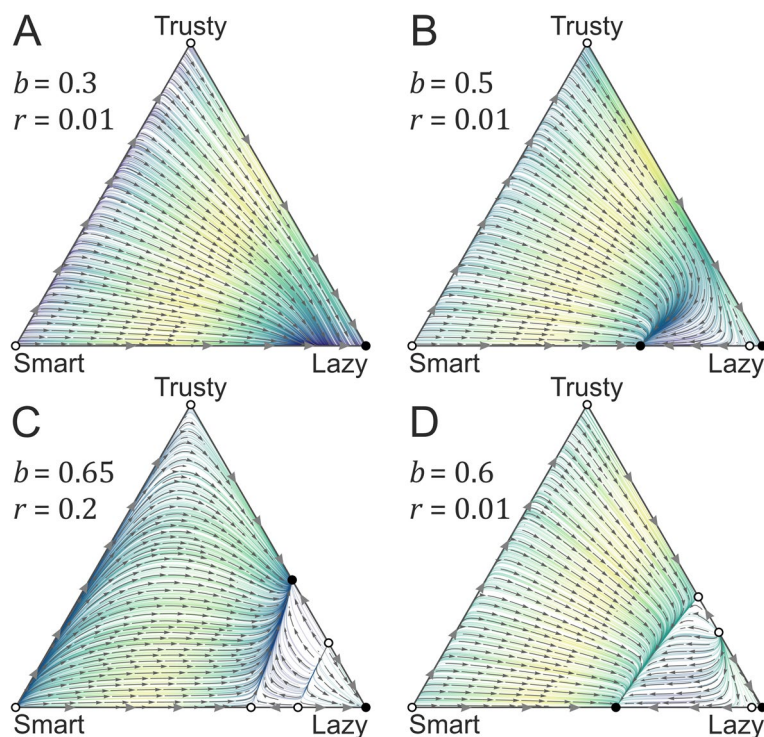 A
Trusty
b = 0.3
r = 0.01
Smart
Lazy
B
Trusty
b = 0.5
r = 0.01
Smart
Lazy
C
Trusty
b = 0.65
r = 0.2
Smart
Lazy
D
Trusty
b = 0.6
r = 0.01
Smart
Lazy